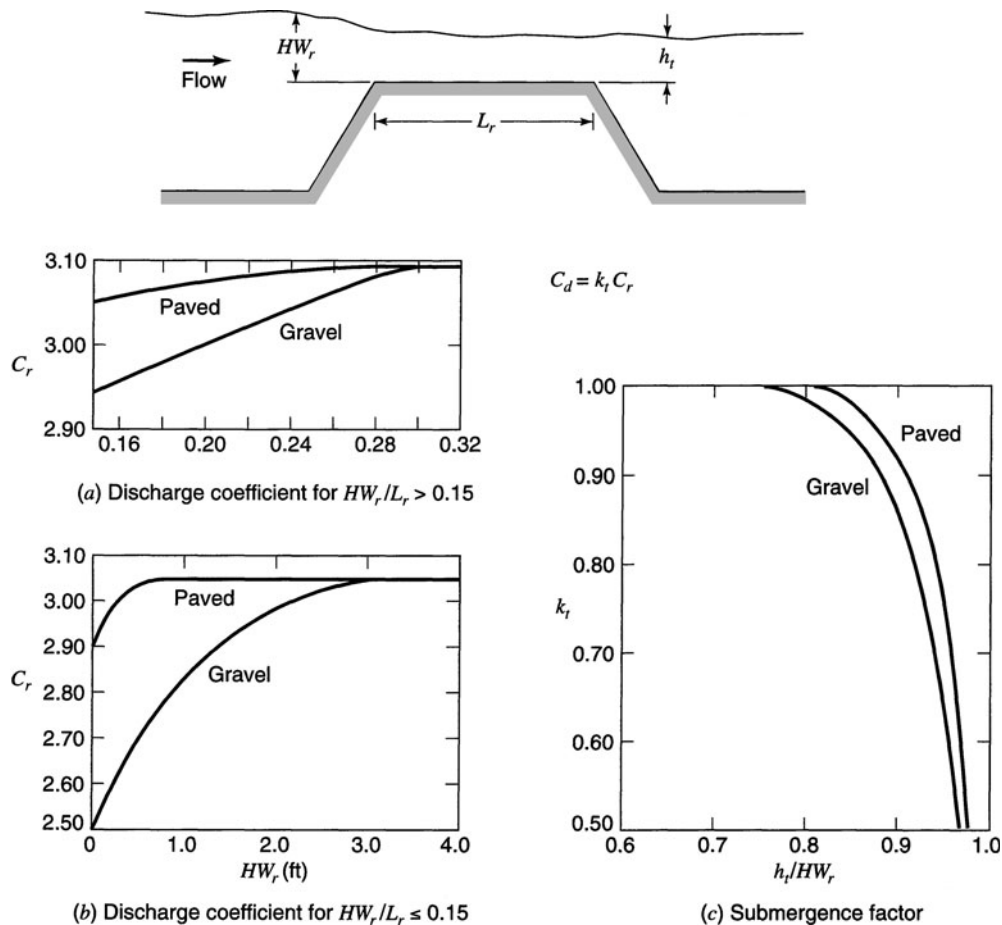 HW_r
h_t
Flow
L_r
3.10
3.00
2.90
C_r
Paved
Gravel
0.16 0.20 0.24 0.28 0.32
(a) Discharge coefficient for HW_r/L_r > 0.15
C_d = k_t C_r
3.10
3.00
2.90
2.80
2.70
2.60
2.50
C_r
Paved
Gravel
0 1.0 2.0 3.0 4.0
HW_r (ft)
(b) Discharge coefficient for HW_r/L_r ≤ 0.15
1.00
0.90
0.80
0.70
0.60
0.50
k_t
Paved
Gravel
0.6 0.7 0.8 0.9 1.0
h_t/HW_r
(c) Submergence factor